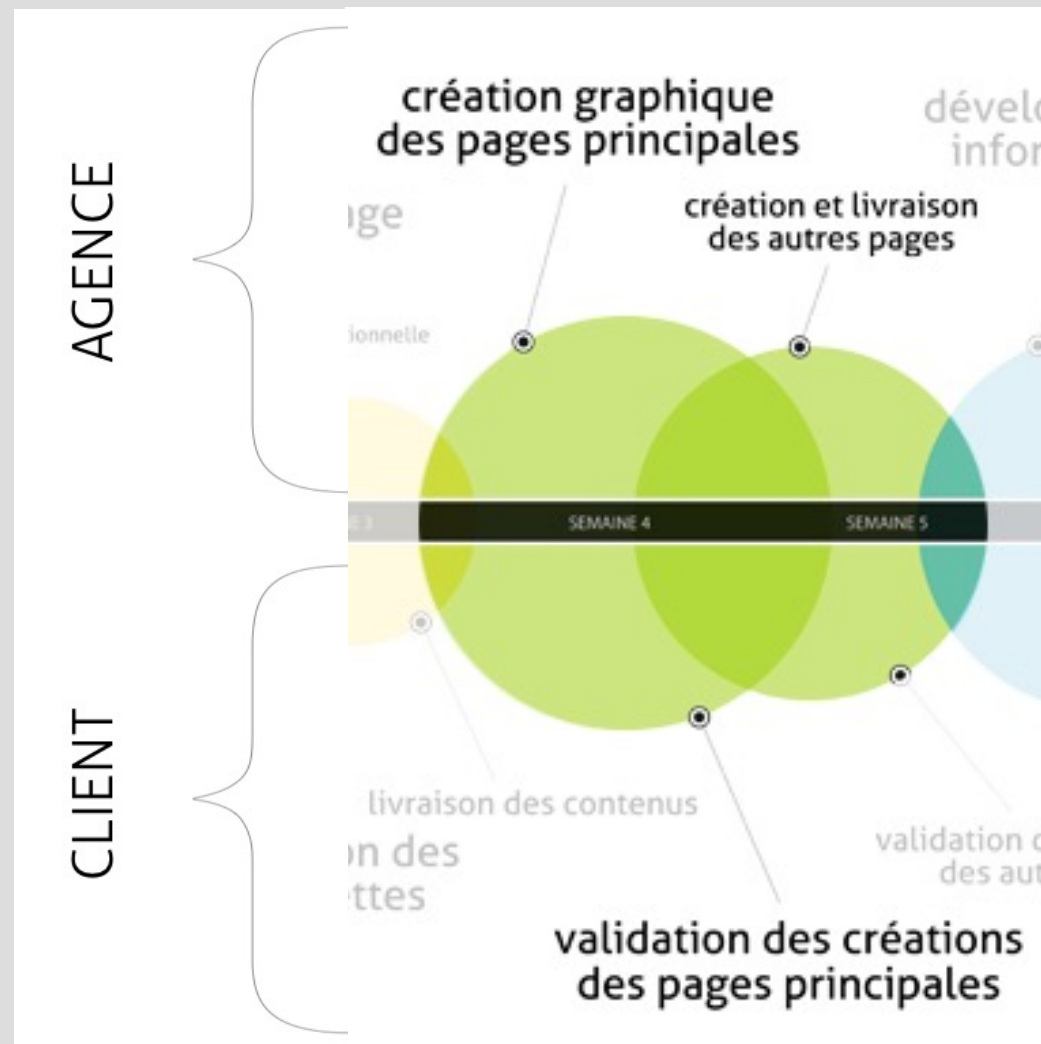 AGENCE
création graphique
des pages principales
création et livraison
des autres pages
SEMAINE 4
SEMAINE 5
CLIENT
livraison des contenus
validation
validation des créations
des pages principales